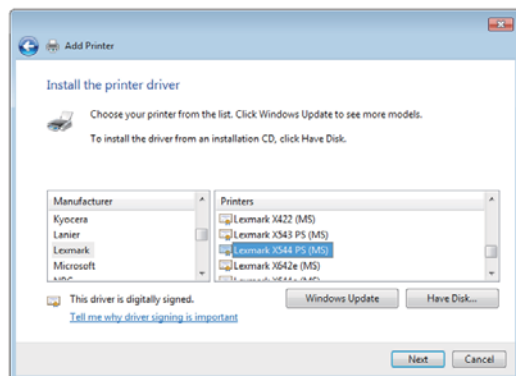 Add Printer
Install the printer driver
Choose your printer from the list. Click Windows Update to see more models.
To install the driver from an installation CD, click Have Disk.
Manufacturer
Kyocera
Lanier
Lexmark
Microsoft
Printers
Lexmark X422 (MS)
Lexmark X543 PS (MS)
Lexmark X544 PS (MS)
Lexmark X642e (MS)
This driver is digitally signed.
Tell me why driver signing is important
Windows Update
Have Disk...
Next
Cancel